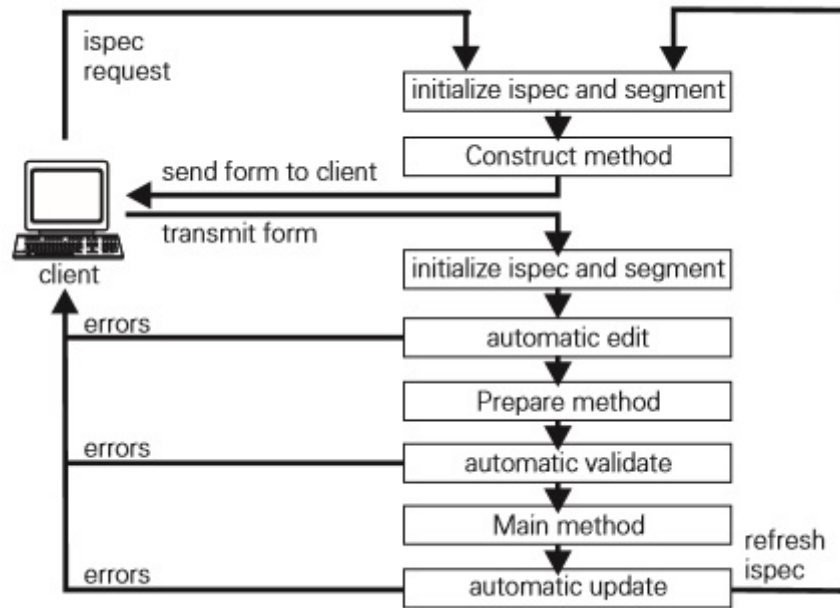 ispec
request
initialize ispec and segment
Construct method
send form to client
transmit form
client
initialize ispec and segment
errors
automatic edit
Prepare method
errors
automatic validate
Main method
refresh
ispec
errors
automatic update